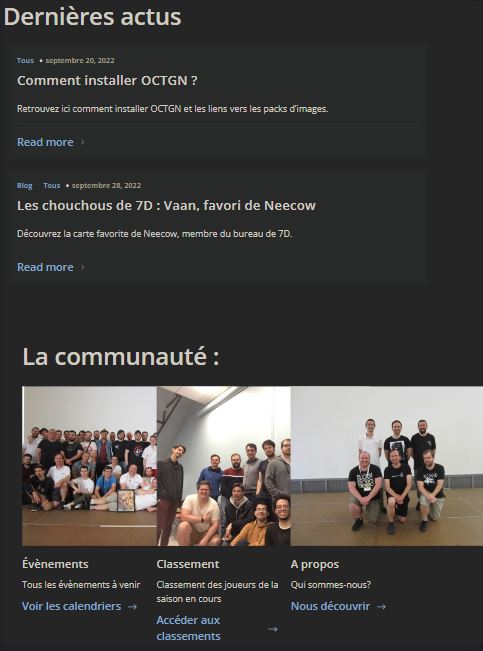 Dernières actus
Tous • septembre 20, 2022
Comment installer OCTGN ?
Retrouvez ici comment installer OCTGN et les liens vers les packs d'images.
Read more
Blog Tous • septembre 28, 2022
Les chouchous de 7D : Vaan, favori de Neecow
Découvrez la carte favorite de Neecow, membre du bureau de 7D.
Read more
La communauté :
Évènements
Tous les évènements à venir
Voir les calendriers →
Classement
Classement des joueurs de la
saison en cours
Accéder aux
classements →
A propos
Qui sommes-nous?
Nous découvrir →